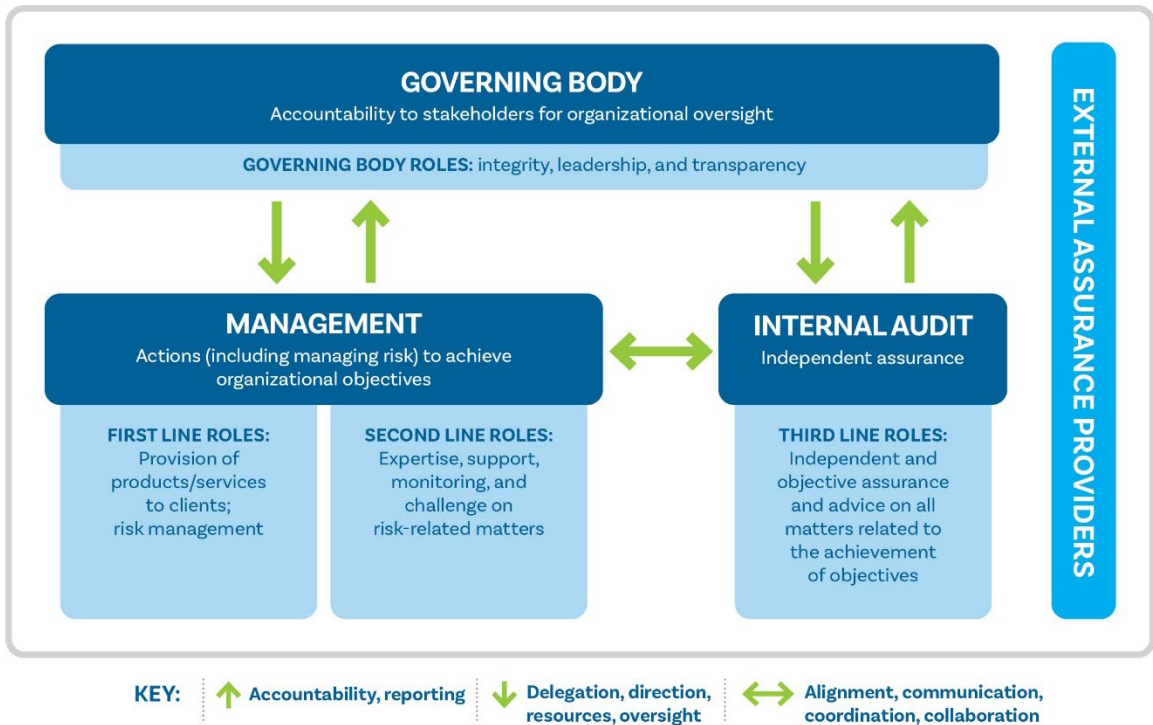 GOVERNING BODY
Accountability to stakeholders for organizational oversight
GOVERNING BODY ROLES: integrity, leadership, and transparency
MANAGEMENT
Actions (including managing risk) to achieve
organizational objectives
INTERNAL AUDIT
Independent assurance
FIRST LINE ROLES:
Provision of
products/services
to clients;
risk management
SECOND LINE ROLES:
Expertise, support,
monitoring, and
challenge on
risk-related matters
THIRD LINE ROLES:
Independent and
objective assurance
and advice on all
matters related to
the achievement
of objectives
EXTERNAL ASSURANCE PROVIDERS
KEY:
Accountability, reporting
Delegation, direction,
resources, oversight
Alignment, communication,
coordination, collaboration